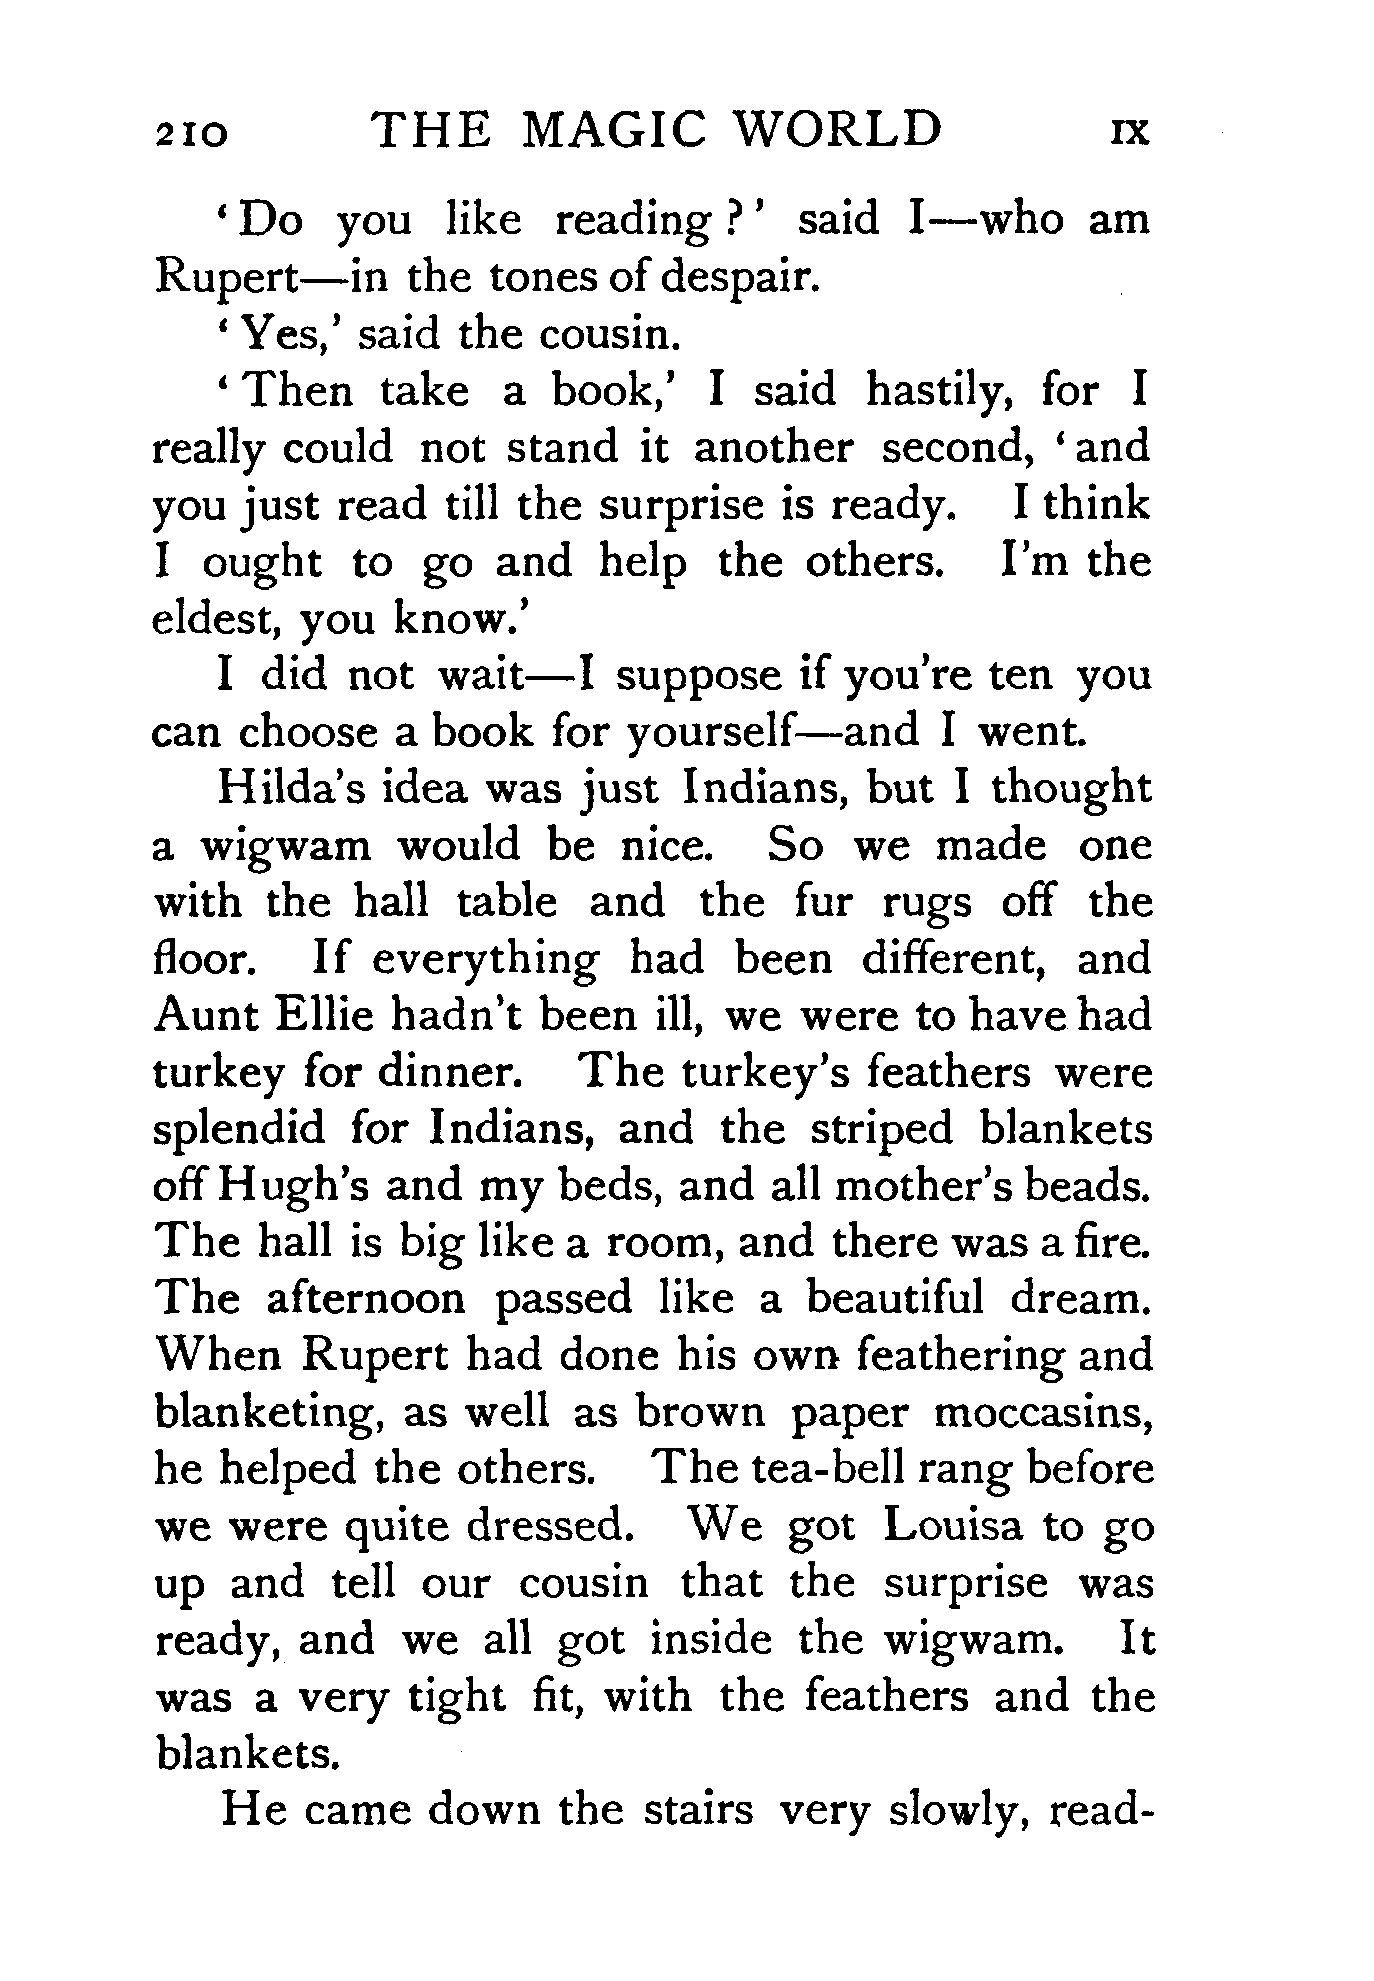 210 THE MAGIC WORLD IX
‘Do you like reading?’ said I—who am
Rupert—in the tones of despair.
‘Yes,’ said the cousin.
‘Then take a book,’ I said hastily, for I
really could not stand it another second, ‘and
you just read till the surprise is ready. I think
I ought to go and help the others. I'm the
eldest, you know.’
I did not wait—I suppose if you're ten you
can choose a book for yourself—and I went.
Hilda's idea was just Indians, but I thought
a wigwam would be nice. So we made one
with the hall table and the fur rugs off the
floor. If everything had been different, and
Aunt Ellie hadn't been ill, we were to have had
turkey for dinner. The turkey's feathers were
splendid for Indians, and the striped blankets
off Hugh's and my beds, and all mother's beads.
The hall is big like a room, and there was a fire.
The afternoon passed like a beautiful dream.
When Rupert had done his own feathering and
blanketing, as well as brown paper moccasins,
he helped the others. The tea-bell rang before
we were quite dressed. We got Louisa to go
up and tell our cousin that the surprise was
ready, and we all got inside the wigwam. It
was a very tight fit, with the feathers and the
blankets.
He came down the stairs very slowly, read-